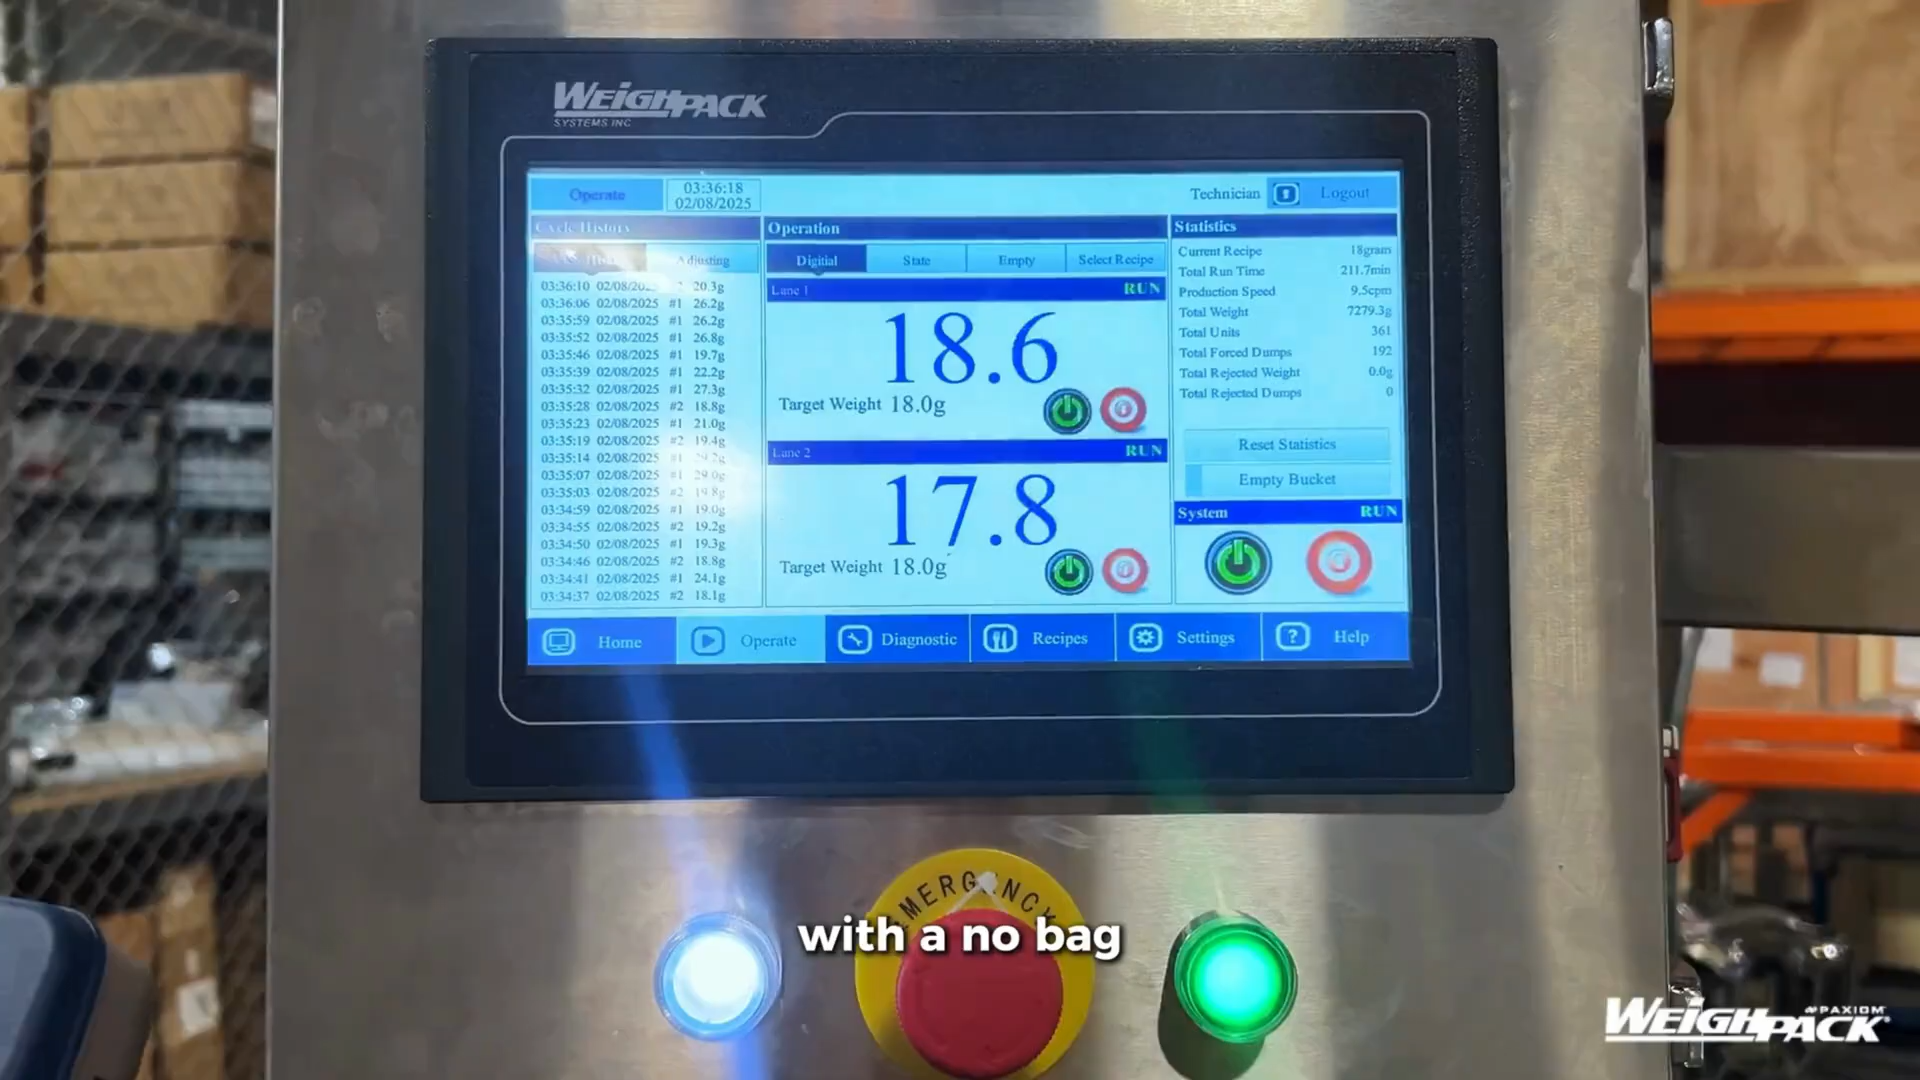 WEIGHPACK
SYSTEMS INC
Operate
03:36:18
02/08/2025
Technician
Logout
Cycle History
Adjusting
03:36:10 02/08/20 20.3g
03:36:06 02/08/2025 #1 26.2g
03:35:59 02/08/2025 #1 26.2g
03:35:52 02/08/2025 #1 26.8g
03:35:46 02/08/2025 #1 19.7g
03:35:39 02/08/2025 #1 22.2g
03:35:32 02/08/2025 #1 27.3g
03:35:28 02/08/2025 #2 18.8g
03:35:23 02/08/2025 #1 21.0g
03:35:19 02/08/2025 #2 19.4g
03:35:14 02/08/2025 #1
03:35:07 02/08/2025 #1 29.0g
03:35:03 02/08/2025 #2 19.8g
03:34:59 02/08/2025 #1 19.0g
03:34:55 02/08/2025 #2 19.2g
03:34:50 02/08/2025 #1 19.3g
03:34:46 02/08/2025 #2 18.8g
03:34:41 02/08/2025 #1 24.1g
03:34:37 02/08/2025 #2 18.1g
Operation
Digitial State Empty Select Recipe
Lane 1 RUN
18.6
Target Weight 18.0g
Lane 2 RUN
17.8
Target Weight 18.0g
Statistics
Current Recipe 18gram
Total Run Time 211.7min
Production Speed 9.5cpm
Total Weight 7279.3g
Total Units 361
Total Forced Dumps 192
Total Rejected Weight 0.0g
Total Rejected Dumps 0
Reset Statistics
Empty Bucket
System RUN
Home Operate Diagnostic Recipes Settings ? Help
EMERGENCY
with a no bag
PAXIOM
WEIGHPACK